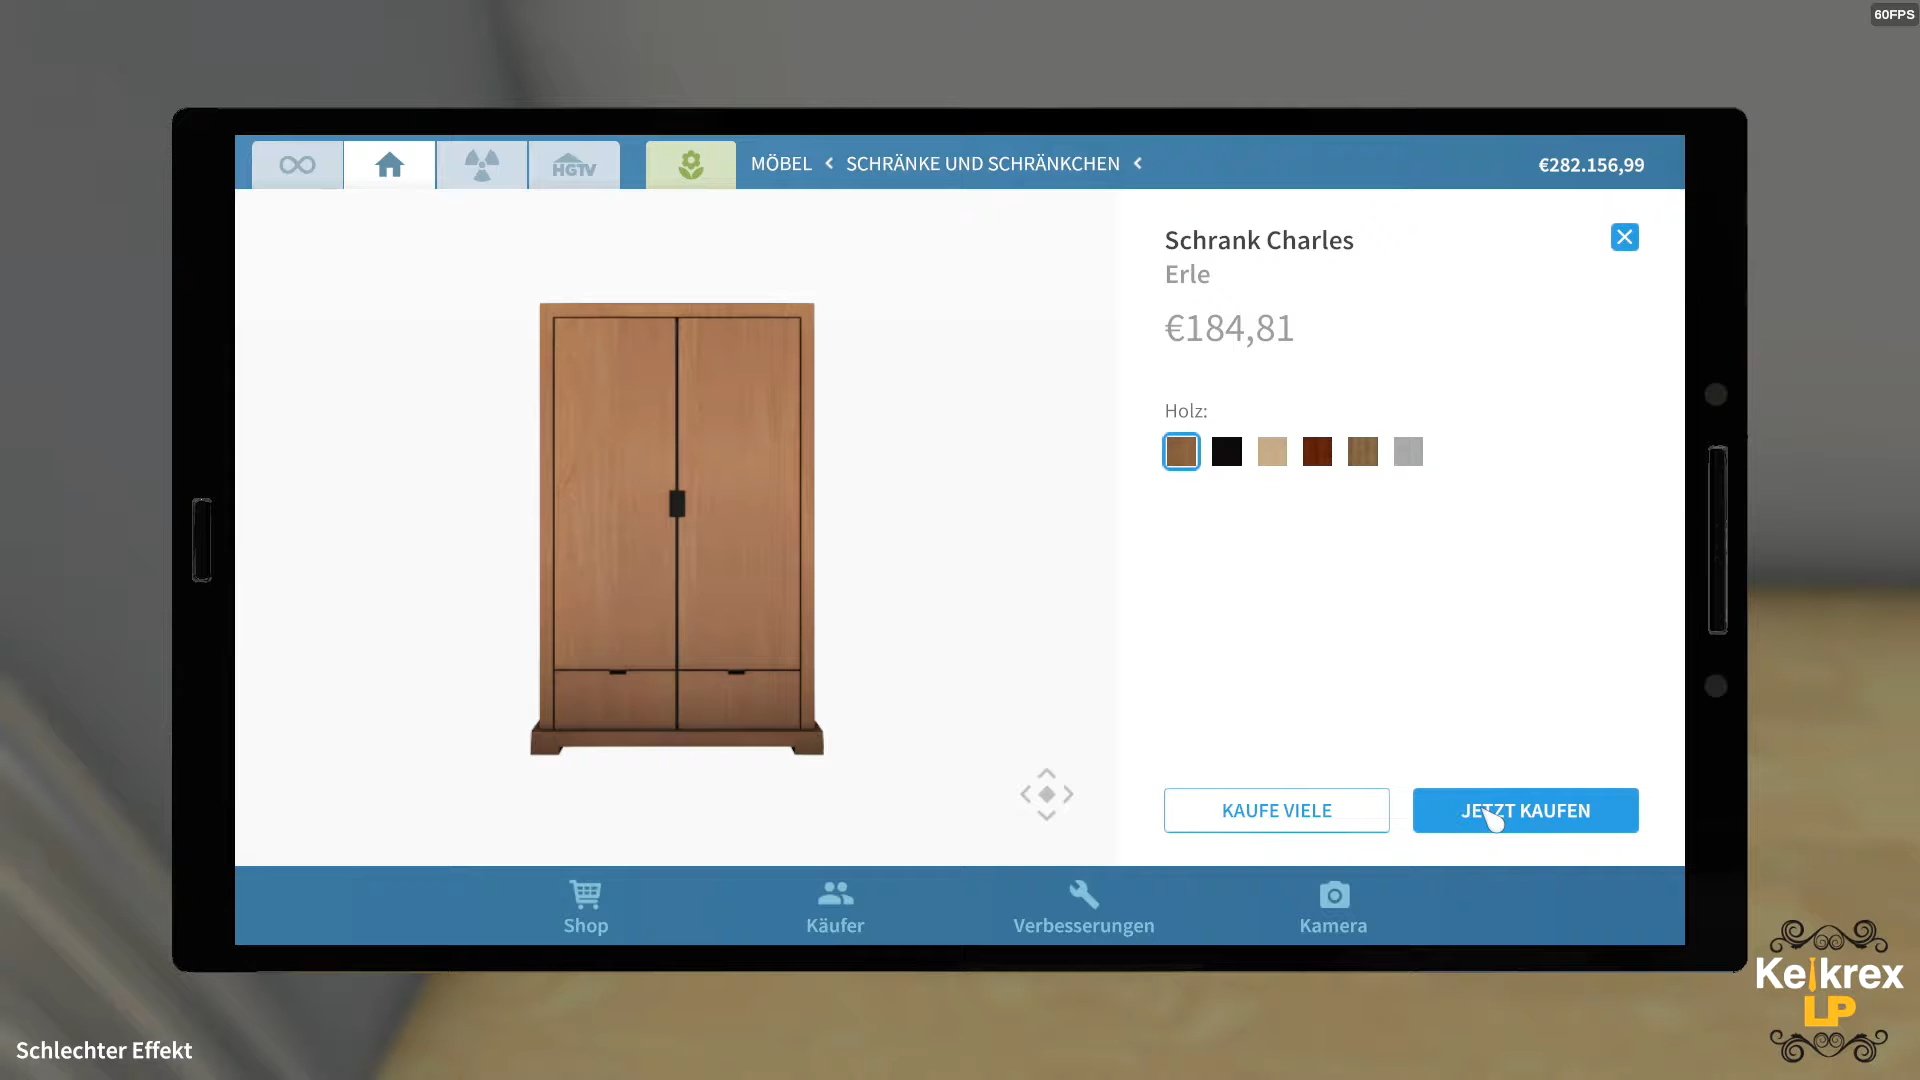 60FPS
HGTV
MÖBEL < SCHRÄNKE UND SCHRÄNKCHEN <
€282.156,99
Schrank Charles
Erle
€184,81
Holz:
KAUFE VIELE
JETZT KAUFEN
Shop
Käufer
Verbesserungen
Kamera
Keikrex
LP
Schlechter Effekt